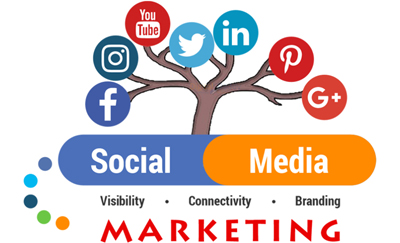 You
Tube
in
f
G+
Social Media
Visibility • Connectivity • Branding
MARKETING